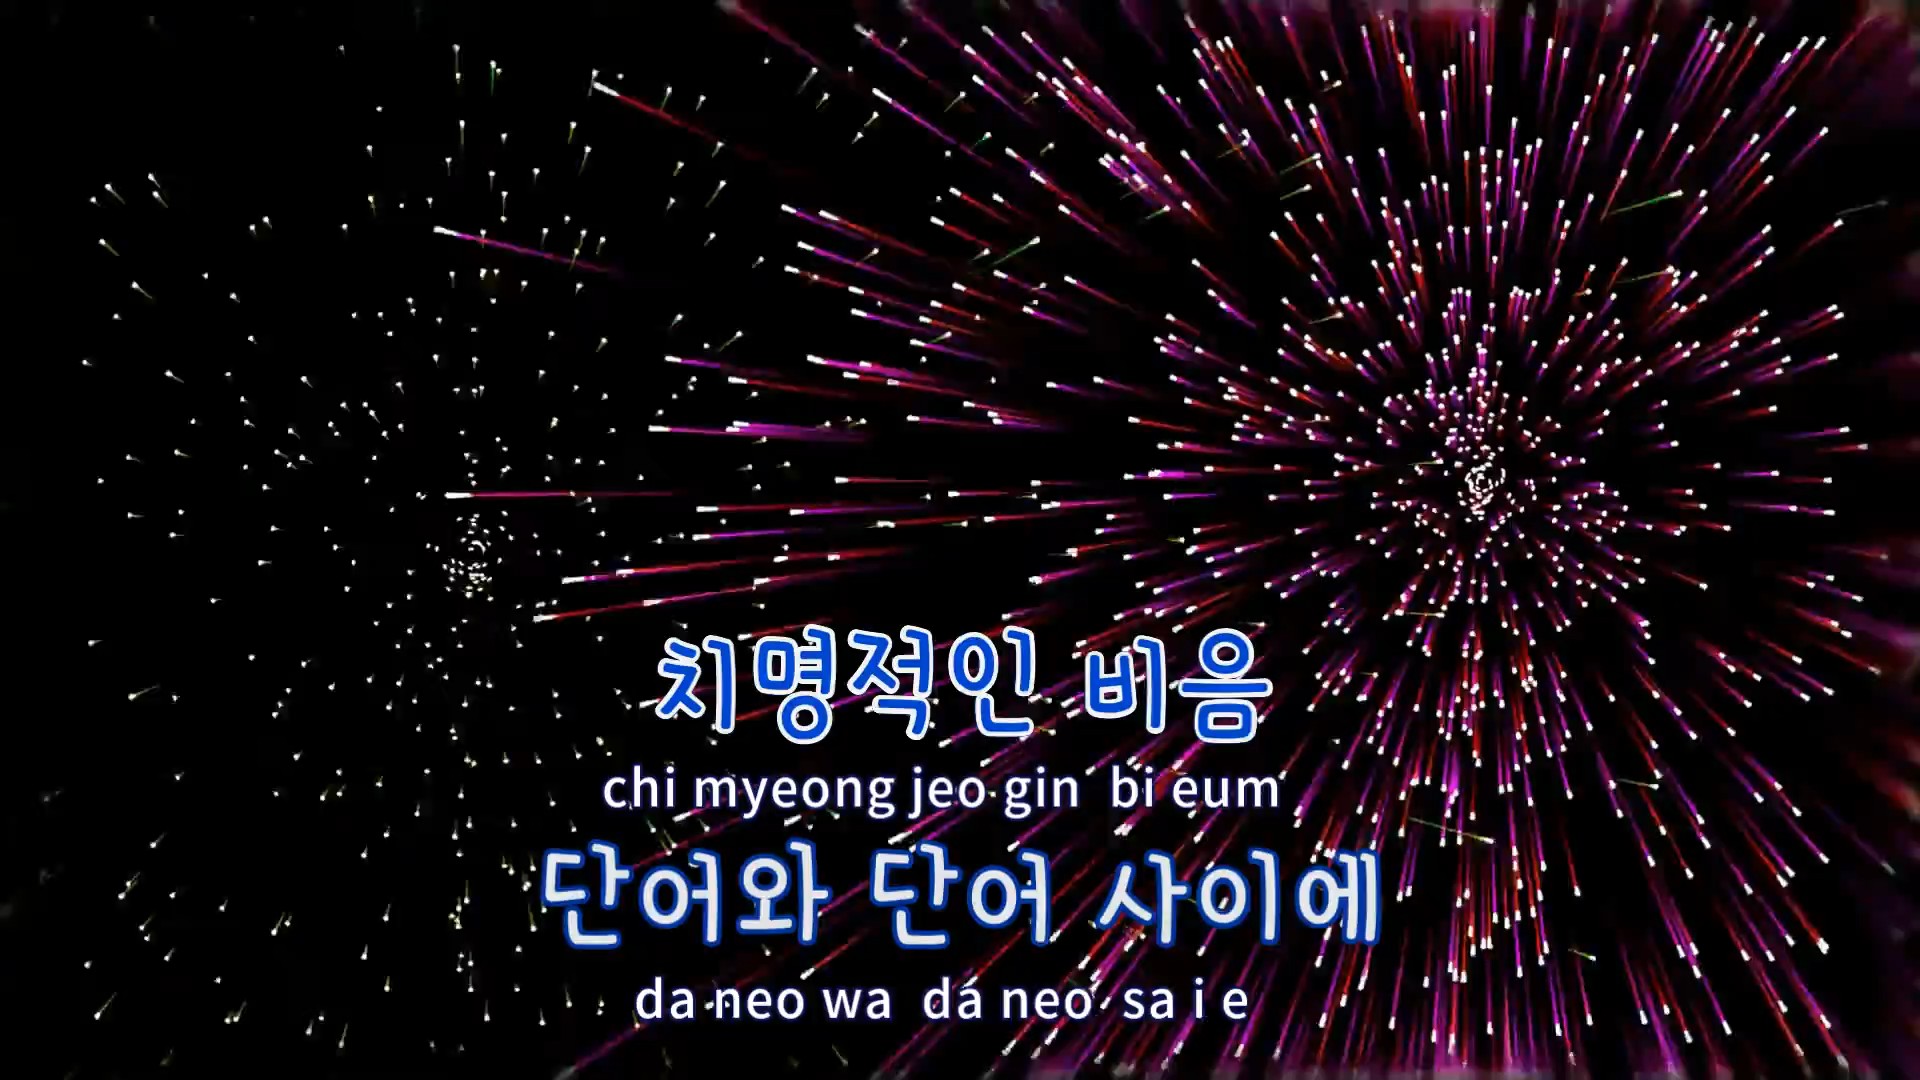 치명적인 비음
chi myeong jeo gin bi eum
단어와 단어 사이에
da neo wa da neo sa i e